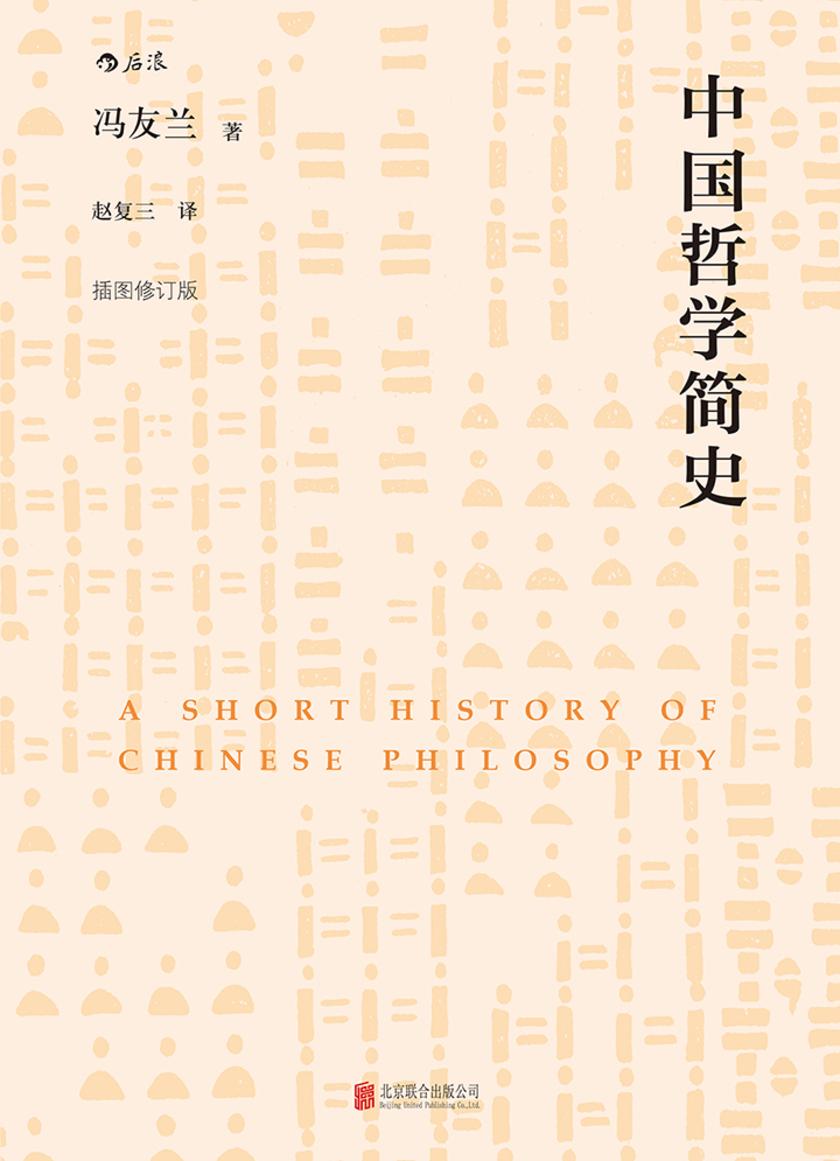 后浪
冯友兰 著
赵复三 译
插图修订版
中国哲学简史
A SHORT HISTORY OF
CHINESE PHILOSOPHY
北京联合出版公司
Beijing United Publishing Co.,Ltd.